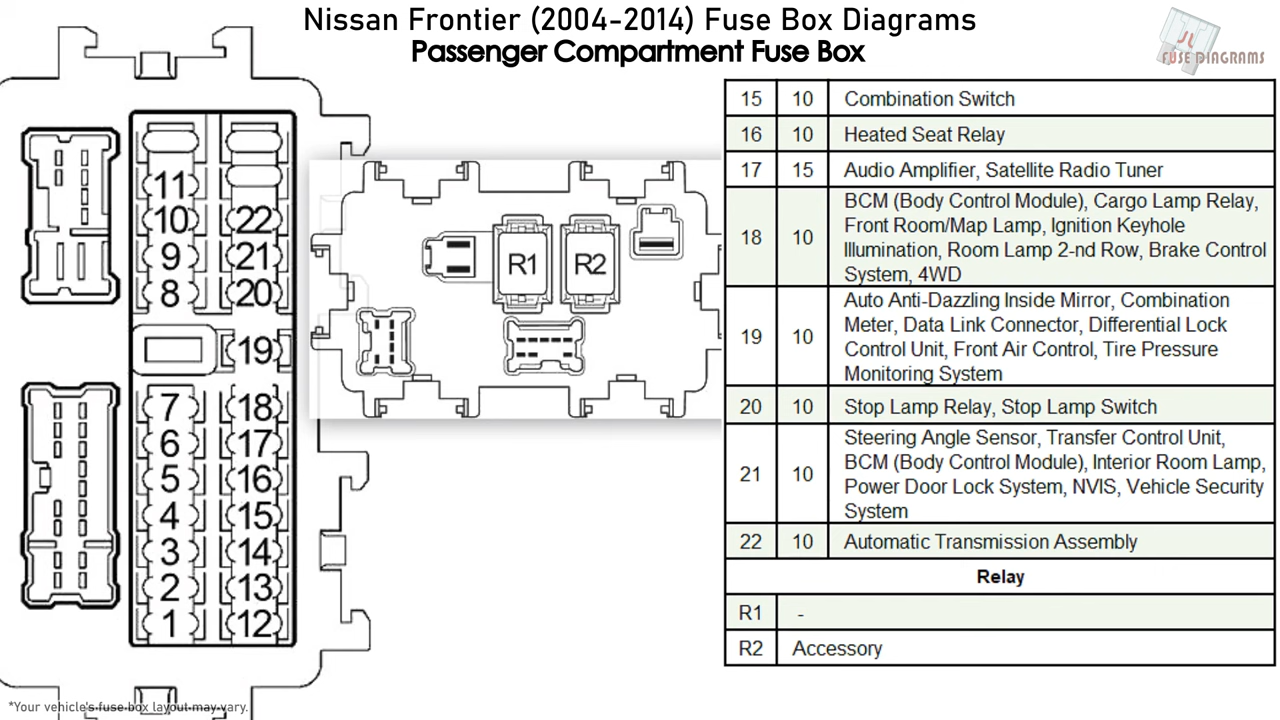 Nissan Frontier (2004-2014) Fuse Box Diagrams
Passenger Compartment Fuse Box
JL
FUSE DIAGRAMS
11
10 22
9 21
8 20
19
7 18
6 17
5 16
4 15
3 14
2 13
1 12
R1 R2
15 10 Combination Switch
16 10 Heated Seat Relay
17 15 Audio Amplifier, Satellite Radio Tuner
18 10 BCM (Body Control Module), Cargo Lamp Relay,
Front Room/Map Lamp, Ignition Keyhole
Illumination, Room Lamp 2-nd Row, Brake Control
System, 4WD
19 10 Auto Anti-Dazzling Inside Mirror, Combination
Meter, Data Link Connector, Differential Lock
Control Unit, Front Air Control, Tire Pressure
Monitoring System
20 10 Stop Lamp Relay, Stop Lamp Switch
21 10 Steering Angle Sensor, Transfer Control Unit,
BCM (Body Control Module), Interior Room Lamp,
Power Door Lock System, NVIS, Vehicle Security
System
22 10 Automatic Transmission Assembly
Relay
R1 -
R2 Accessory
*Your vehicle's fuse box layout may vary.